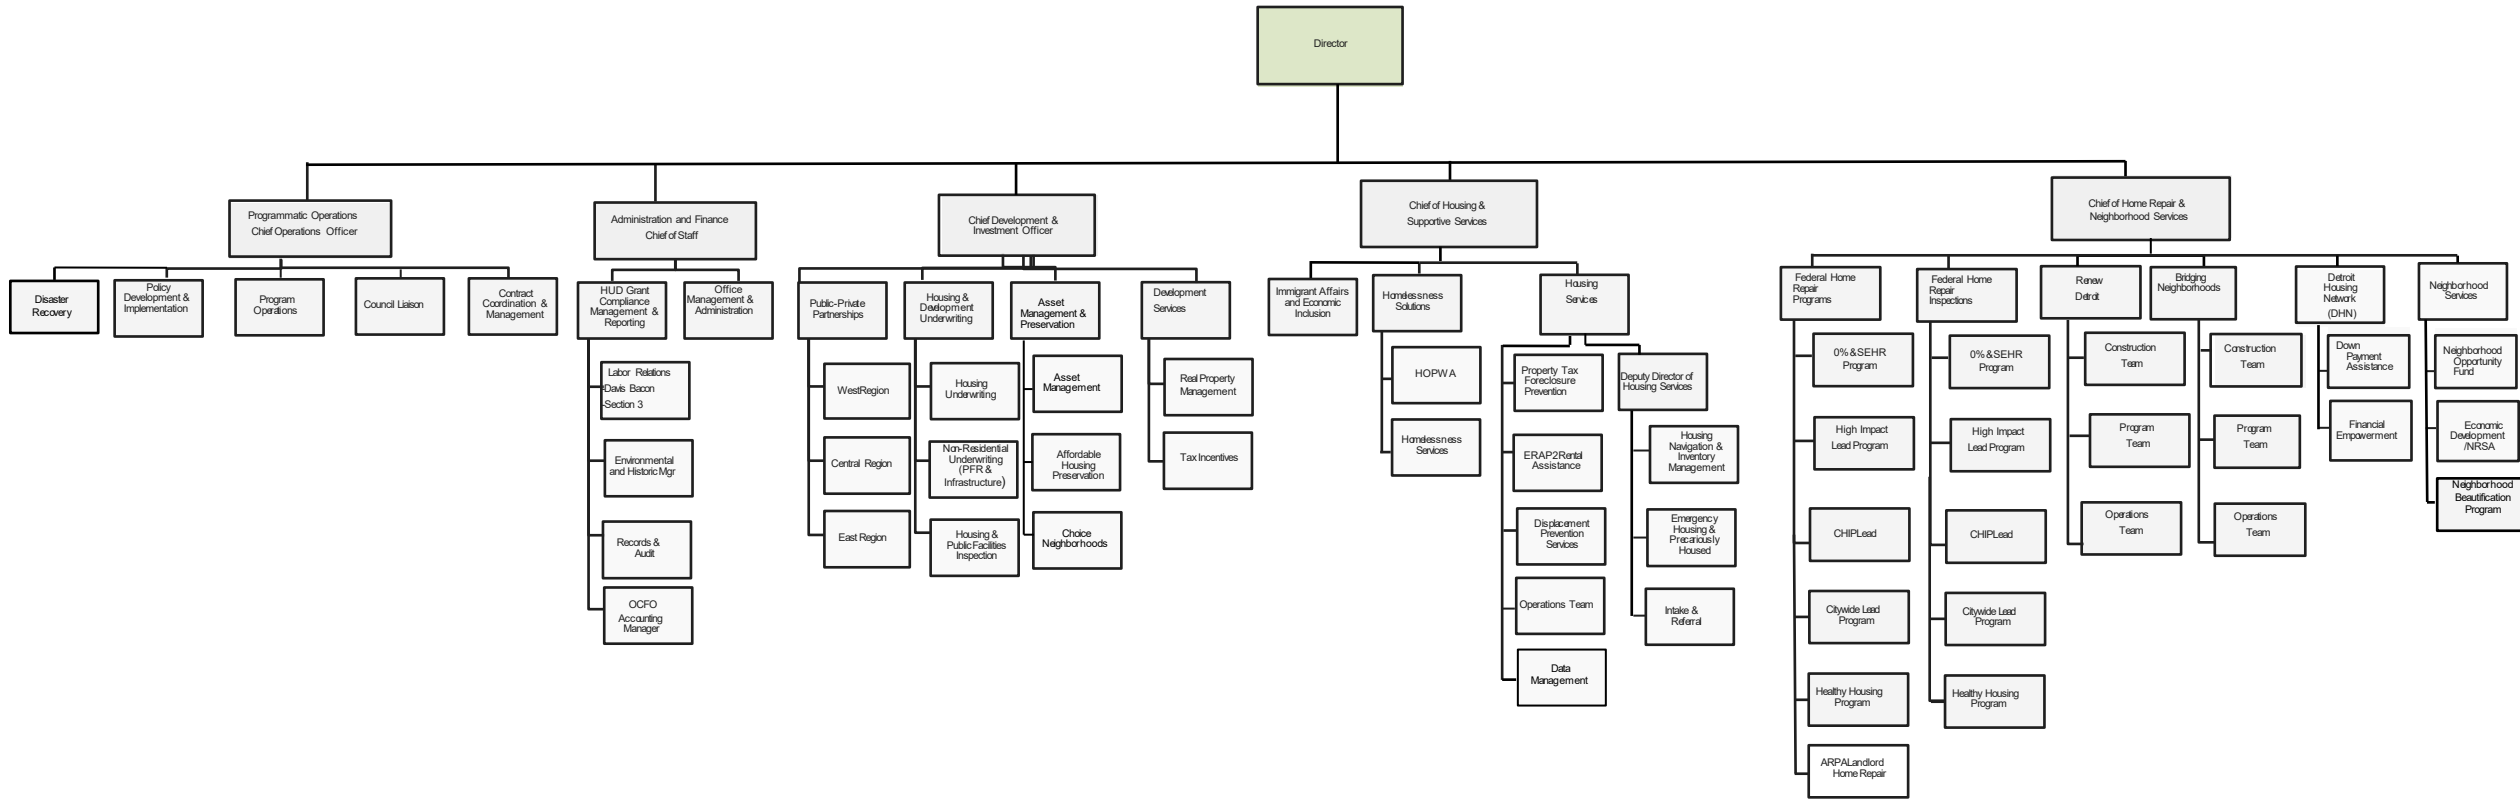 Director
Programmatic Operations
Chief Operations Officer
Administration and Finance
Chief of Staff
Chief Development &
Investment Officer
Chief of Housing &
Supportive Services
Chief of Home Repair &
Neighborhood Services
Disaster
Recovery
Policy
Development &
Implementation
Program
Operations
Council Liaison
Contract
Coordination &
Management
HUD Grant
Compliance
Management &
Reporting
Office
Management &
Administration
Public-Private
Partnerships
Housing &
Development
Underwriting
Asset
Management &
Preservation
Development
Services
Immigrant Affairs
and Economic
Inclusion
Homelessness
Solutions
Housing
Services
Federal Home
Repair
Programs
Federal Home
Repair
Inspections
Renew
Detroit
Bridging
Neighborhoods
Detroit
Housing
Network
(DHN)
Neighborhood
Services
Labor Relations
-Davis Bacon
-Section 3
Environmental
and Historic Mgr
Records &
Audit
OCFO
Accounting
Manager
West Region
Central Region
East Region
Housing
Underwriting
Non-Residential
Underwriting
(PFR &
Infrastructure)
Housing &
Public Facilities
Inspection
Asset
Management
Affordable
Housing
Preservation
Choice
Neighborhoods
Real Property
Management
Tax Incentives
HOPWA
Homelessness
Services
Property Tax
Foreclosure
Prevention
ERAP2 Rental
Assistance
Displacement
Prevention
Services
Operations Team
Data
Management
Deputy Director of
Housing Services
Housing
Navigation &
Inventory
Management
Emergency
Housing &
Precariously
Housed
Intake &
Referral
0% & SEHR
Program
High Impact
Lead Program
CHIP Lead
Citywide Lead
Program
Healthy Housing
Program
ARPA Landlord
Home Repair
0% & SEHR
Program
High Impact
Lead Program
CHIP Lead
Citywide Lead
Program
Healthy Housing
Program
Construction
Team
Program
Team
Operations
Team
Construction
Team
Program
Team
Operations
Team
Down
Payment
Assistance
Financial
Empowerment
Neighborhood
Opportunity
Fund
Economic
Development
/NRSA
Neighborhood
Beautification
Program